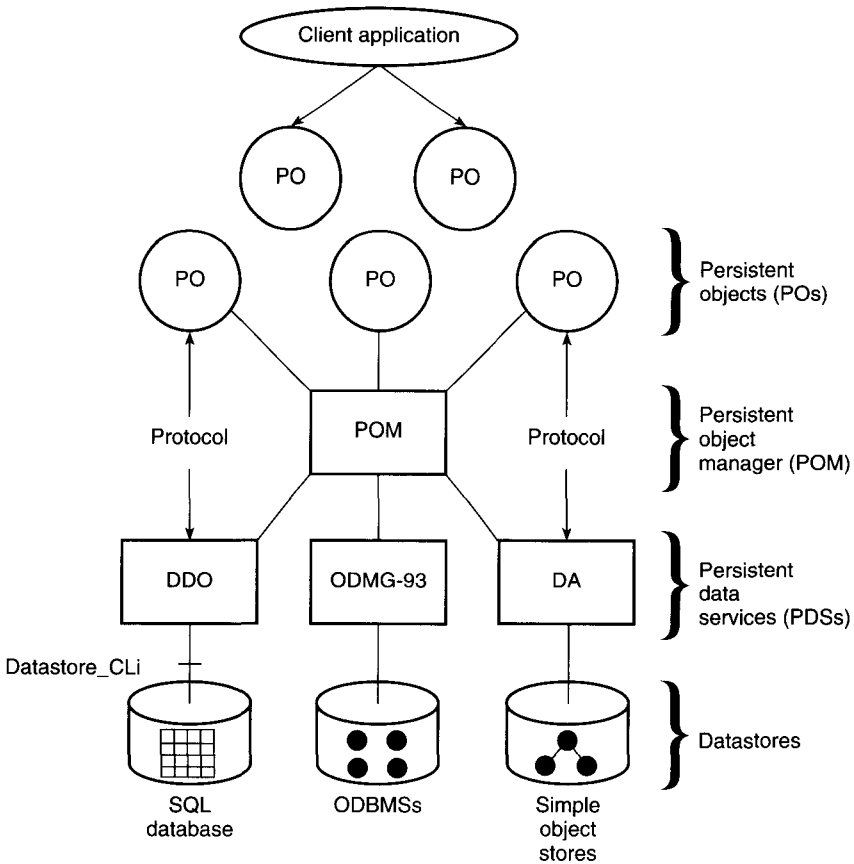 Client application
PO
PO
PO
PO
PO
Persistent
objects (POs)
Protocol
POM
Protocol
Persistent
object
manager (POM)
DDO
ODMG-93
DA
Persistent
data
services (PDSs)
Datastore_CLi
Datastores
SQL
database
ODBMSs
Simple
object
stores